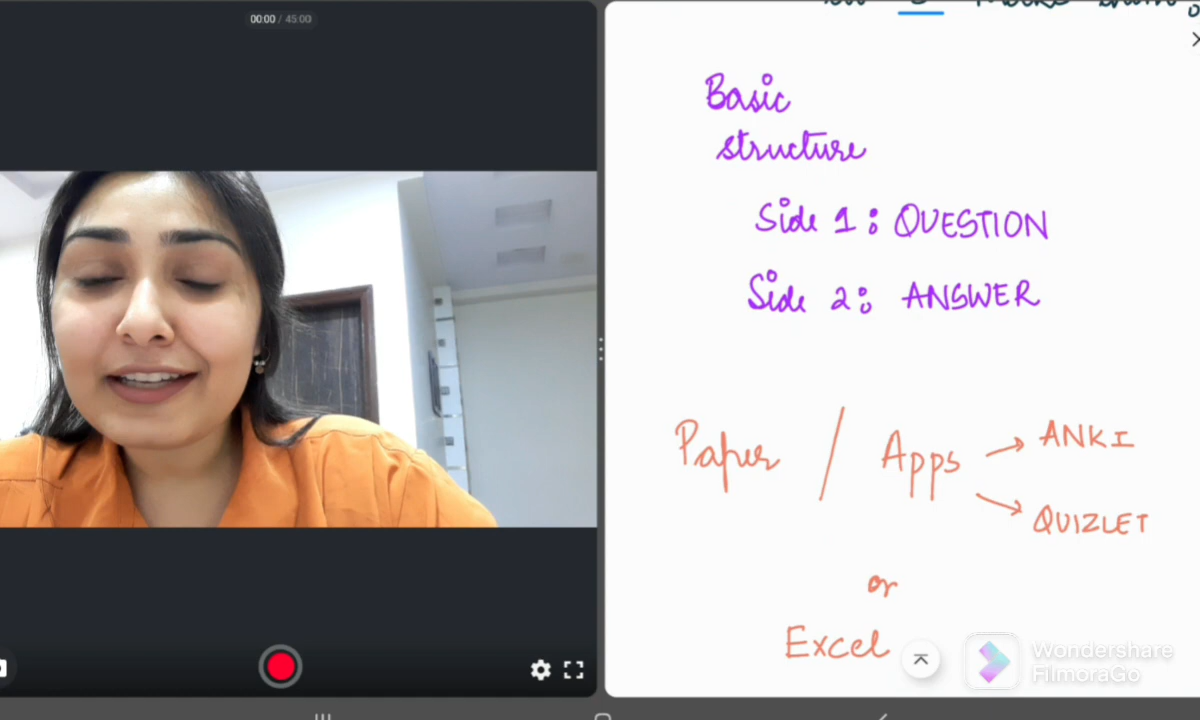 00:00 / 45:00
Basic
structure
Side 1: QUESTION
Side 2: ANSWER
Paper / Apps → ANKI
→ QUIZLET
or
Excel
Wondershare
FilmoraGo